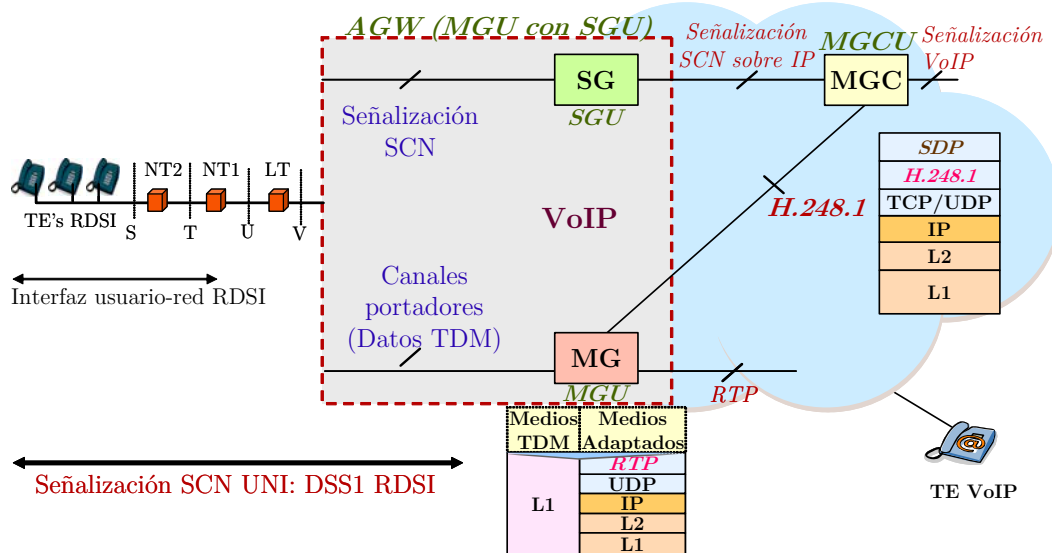 AGW (MGU con SGU)
Señalización
SCN sobre IP
MGCU
Señalización
VoIP
SG
SGU
MGC
Señalización
SCN
SDP
H.248.1
TCP/UDP
IP
L2
L1
NT2
NT1
LT
TE's RDSI
S
T
U
V
VoIP
H.248.1
Interfaz usuario-red RDSI
Canales
portadores
(Datos TDM)
MG
MGU
RTP
Medios
TDM
Medios
Adaptados
L1
RTP
UDP
IP
L2
L1
Señalización SCN UNI: DSS1 RDSI
@
TE VoIP